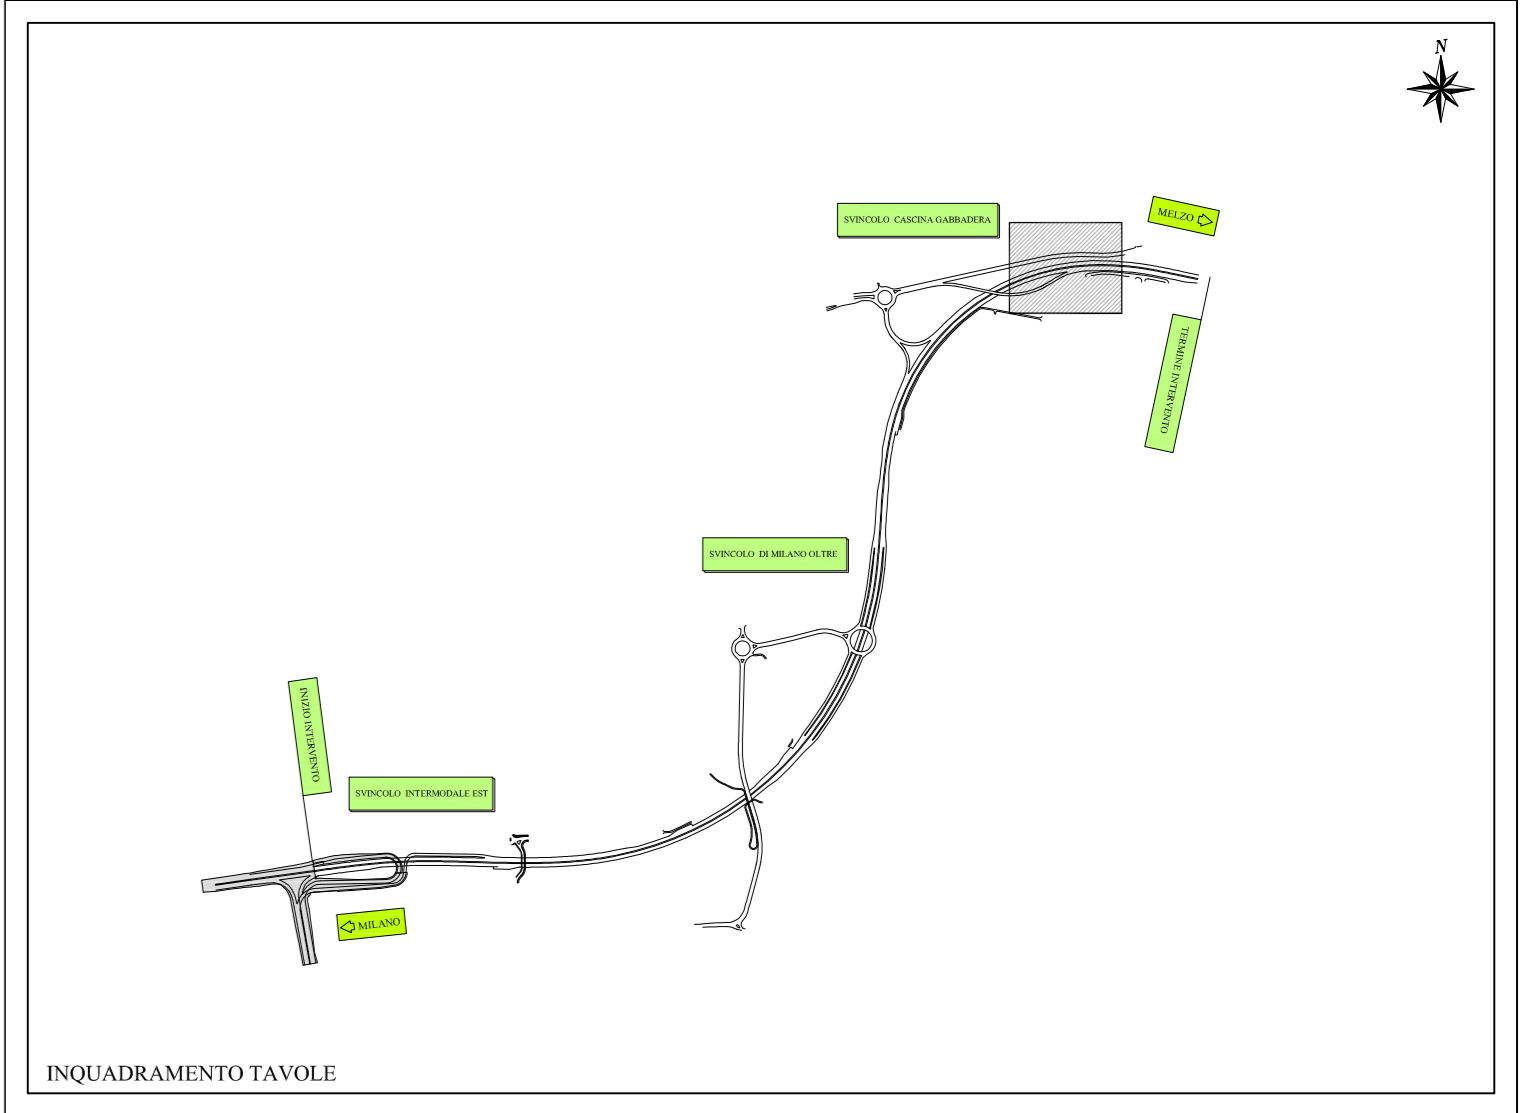 N
MELZO
SVINCOLO CASCINA GABBADERA
TERMINE INTERVENTO
SVINCOLO DI MILANO OLTRE
INIZIO INTERVENTO
SVINCOLO INTERMODALE EST
MILANO
INQUADRAMENTO TAVOLE